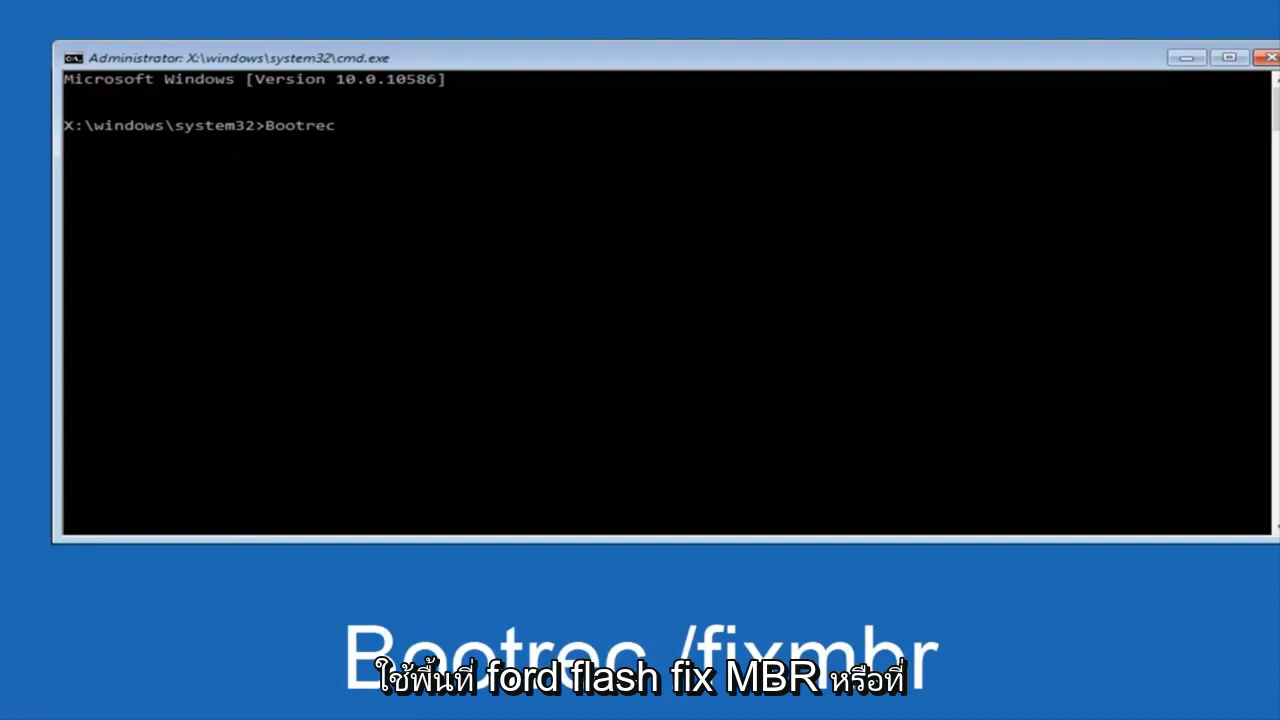 Administrator: X:\windows\system32\cmd.exe
Microsoft Windows [Version 10.0.10586]
X:\windows\system32>Bootrec
Bootrec /fixmbr
ใช้พื้นที่ ford flash fix MBR หรือที่